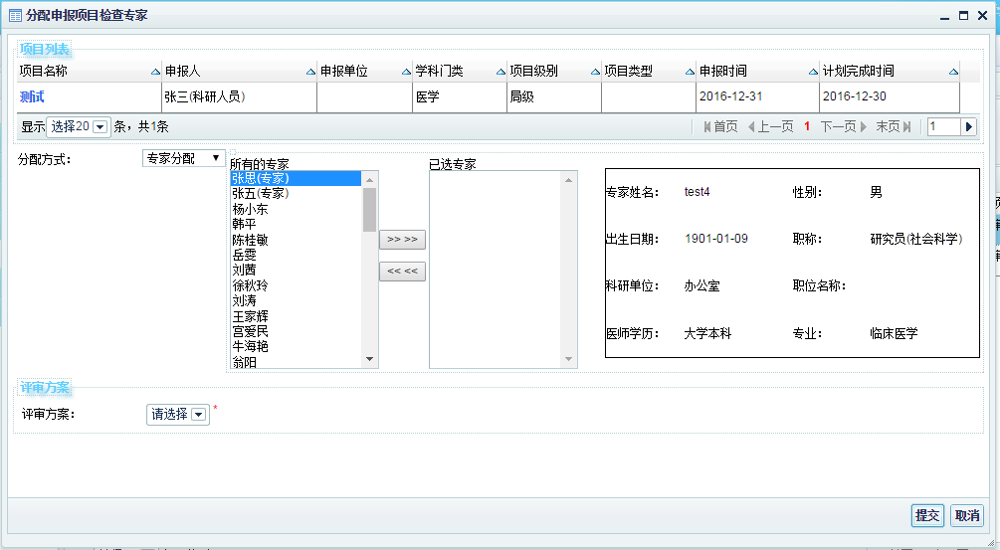 分配申报项目检查专家
项目列表
项目名称 申报人 申报单位 学科门类 项目级别 项目类型 申报时间 计划完成时间
测试 张三(科研人员) 医学 局级 2016-12-31 2016-12-30
显示 选择20 条，共1条 首页 上一页 1 下一页 末页 1
分配方式： 专家分配
所有的专家 已选专家
张思(专家)
张五(专家)
杨小东
韩平
陈桂敏
岳雯
刘茜
徐秋玲
刘涛
王家辉
宫爱民
牛海艳
翁阳
>> >>
<< <<
专家姓名： test4 性别： 男
出生日期： 1901-01-09 职称： 研究员(社会科学)
科研单位： 办公室 职位名称：
医师学历： 大学本科 专业： 临床医学
评审方案
评审方案： 请选择 *
提交 取消